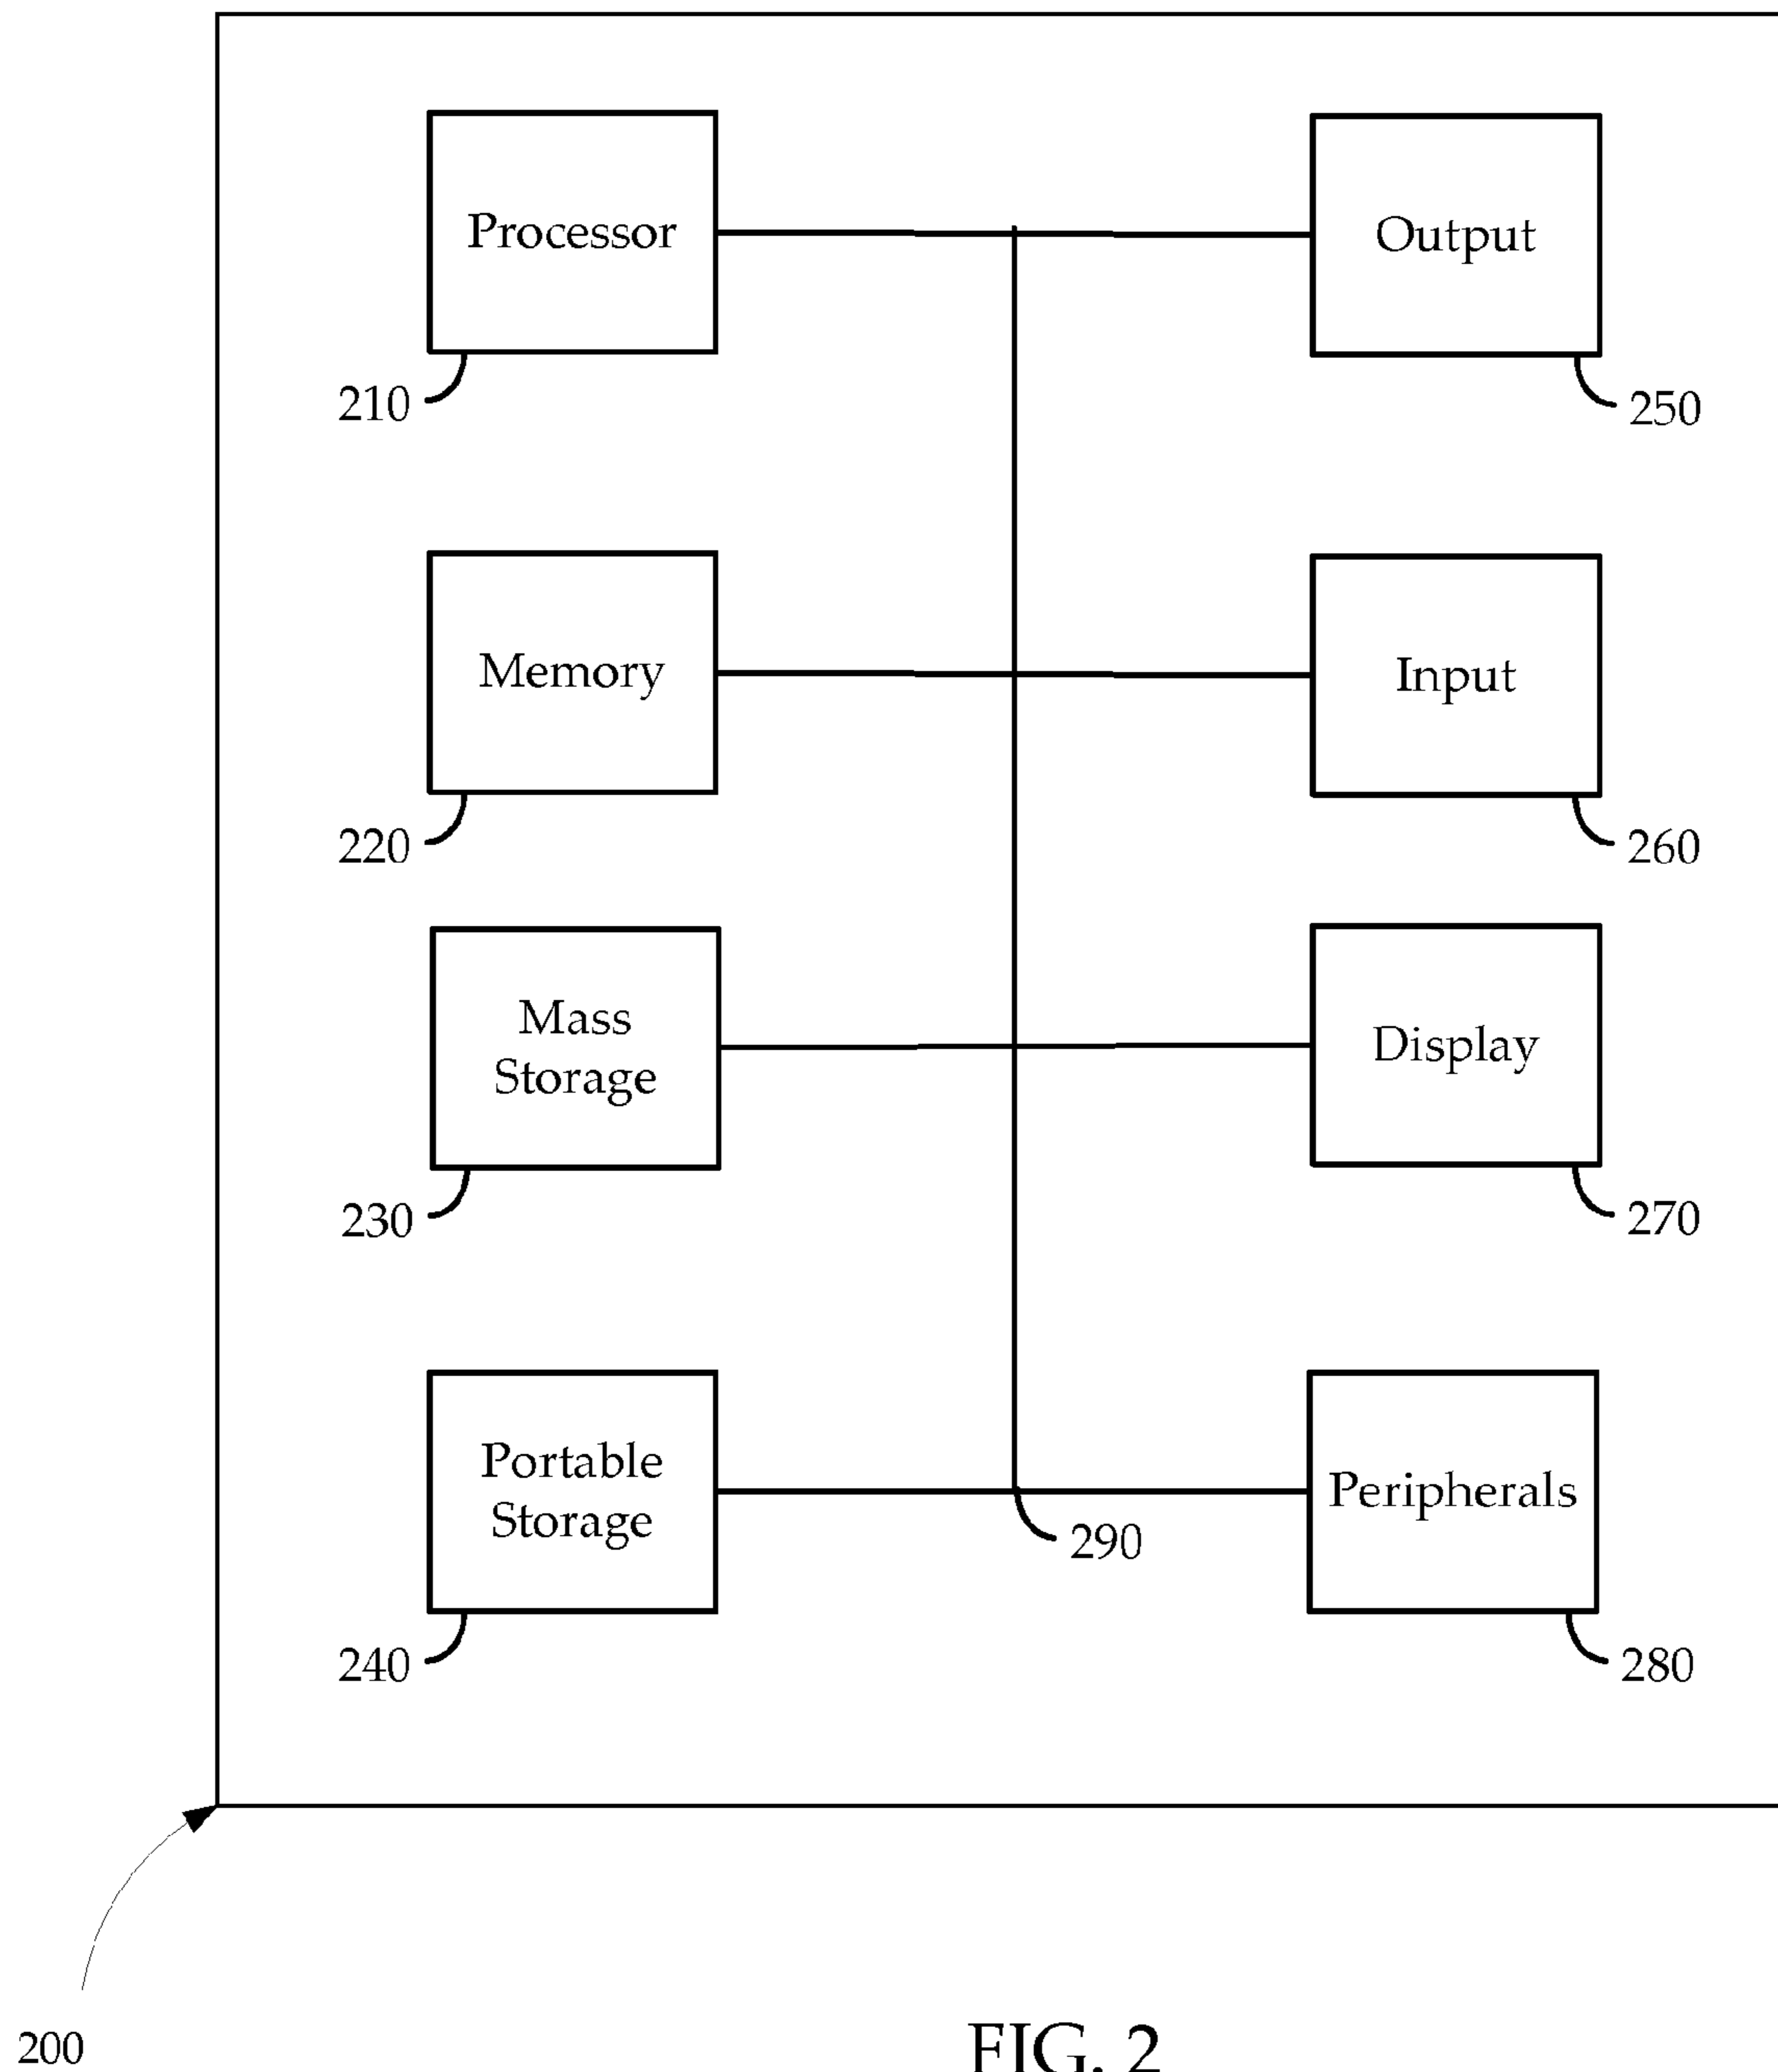 Processor
Output
210
250
Memory
Input
220
260
Mass
Storage
Display
230
270
Portable
Storage
Peripherals
290
240
280
200
FIG. 2